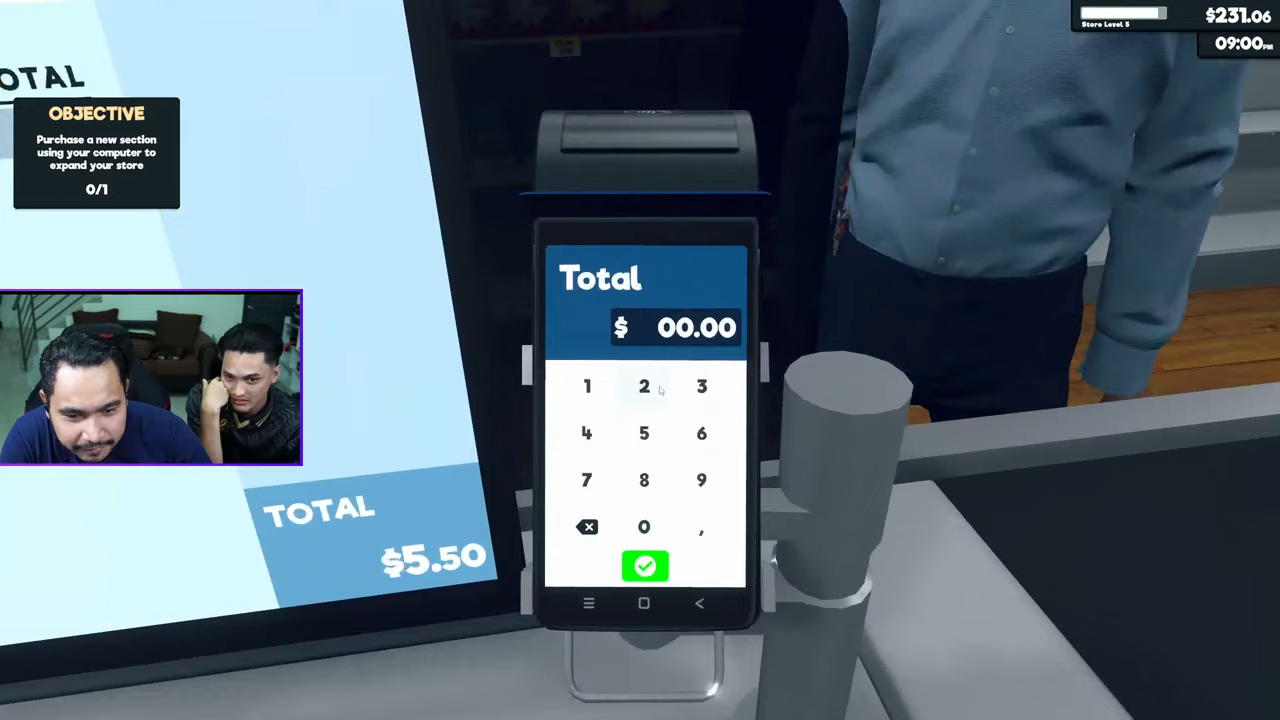 $231.06
Store Level 5
09:00PM
OTAL
OBJECTIVE
Purchase a new section
using your computer to
expand your store
0/1
Total
$ 00.00
1 2 3
4 5 6
7 8 9
0 ,
TOTAL
$5.50